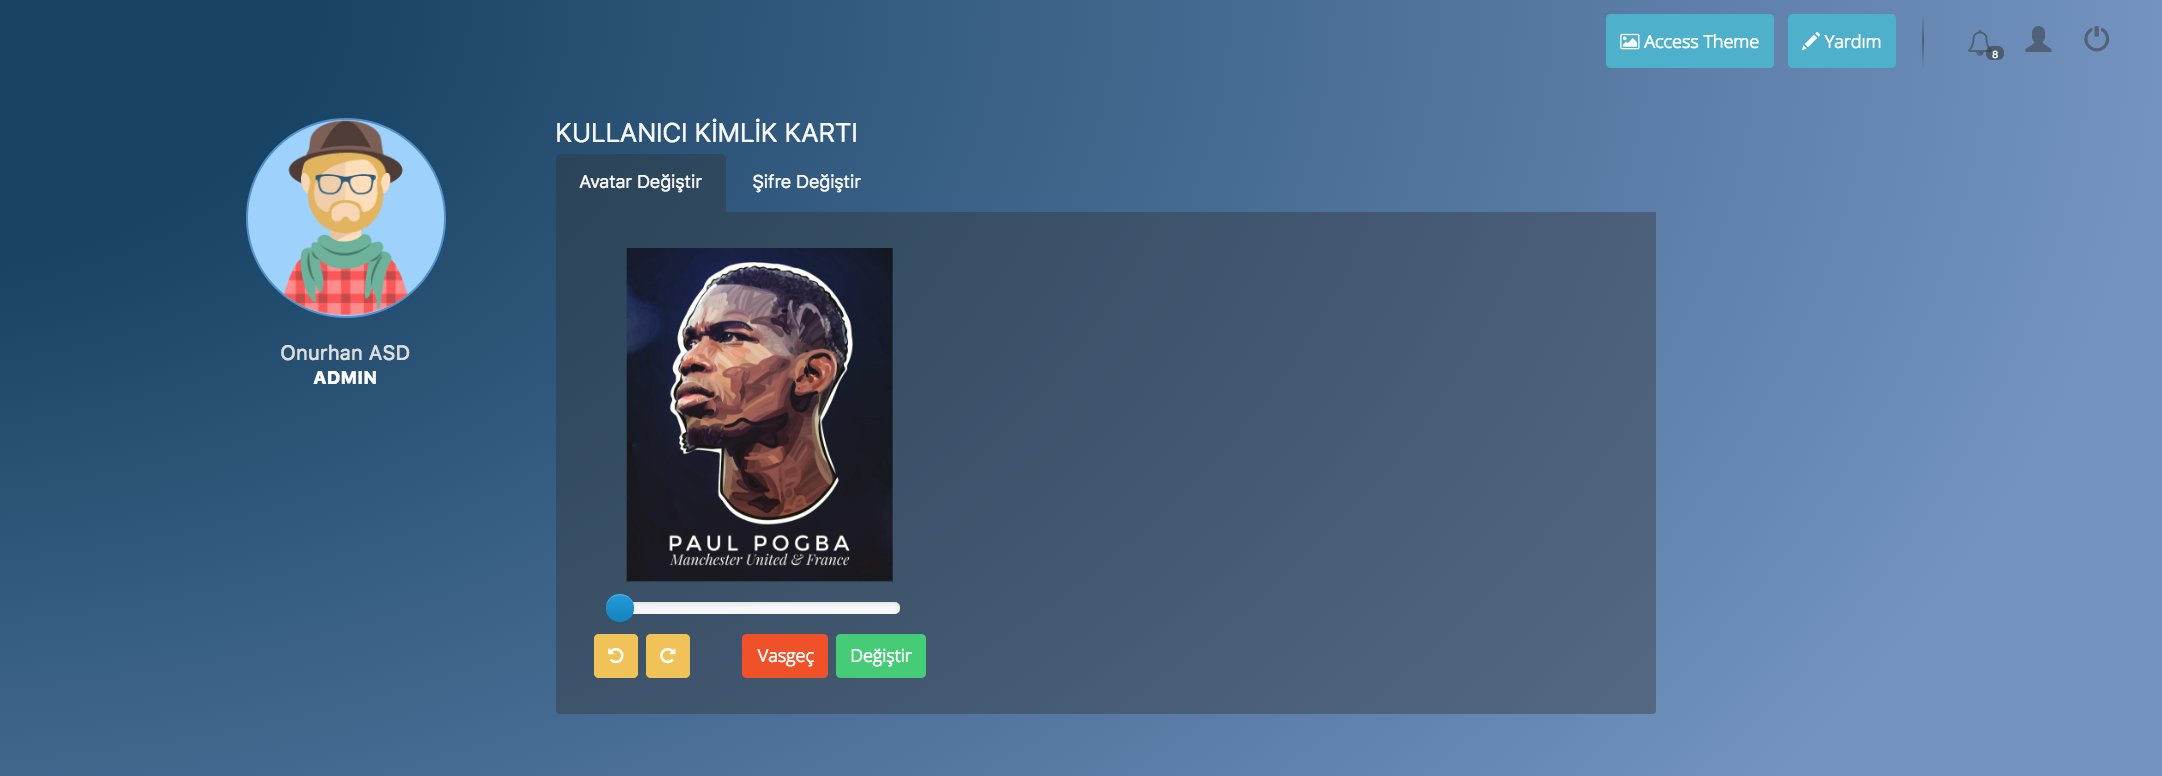 Access Theme
Yardım
8
KULLANICI KİMLİK KARTI
Avatar Değiştir
Şifre Değiştir
Onurhan ASD
ADMIN
PAUL POGBA
Manchester United & France
Vasgeç
Değiştir